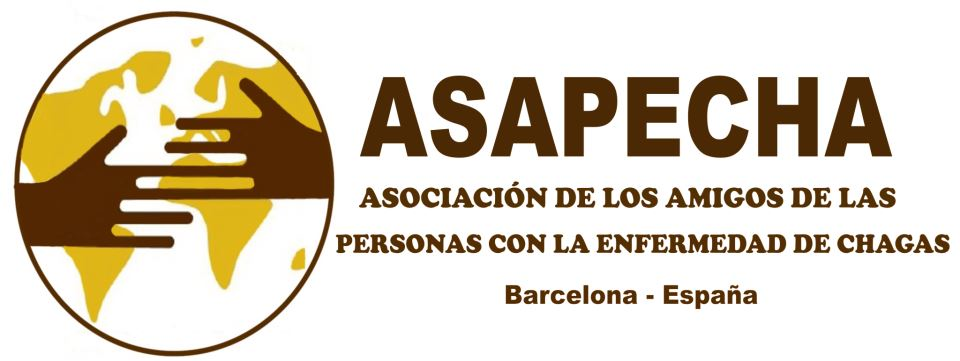 ASAPECHA
ASOCIACIÓN DE LOS AMIGOS DE LAS
PERSONAS CON LA ENFERMEDAD DE CHAGAS
Barcelona - España